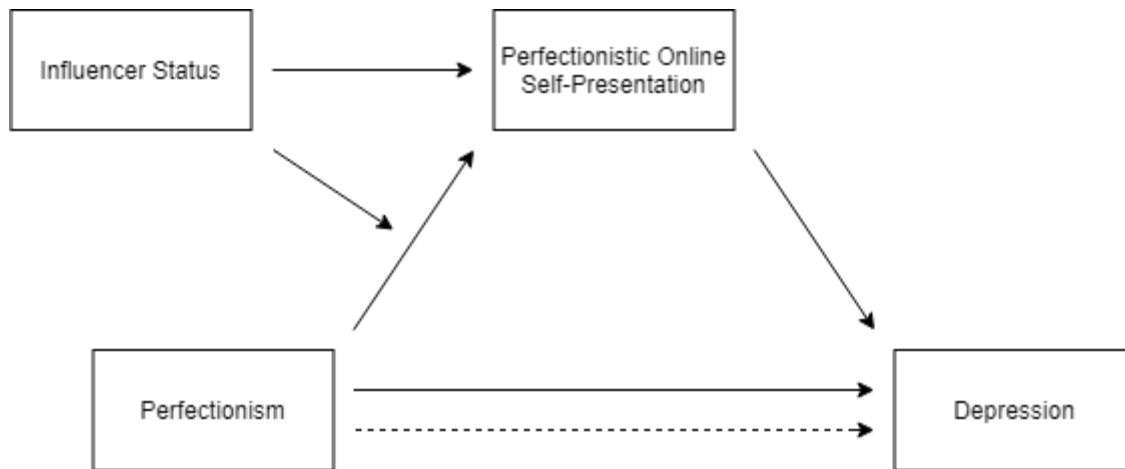 Influencer Status
Perfectionistic Online
Self-Presentation
Perfectionism
Depression